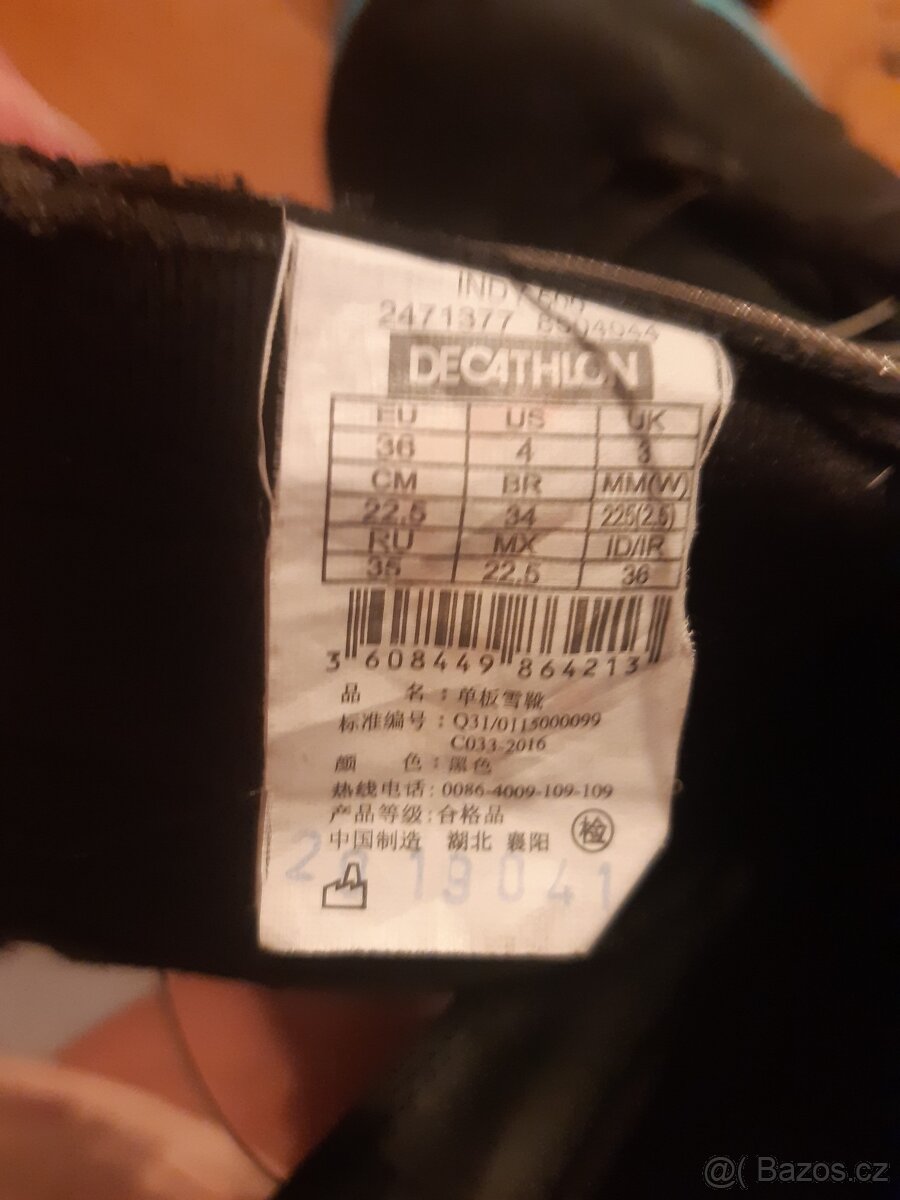 INDY 500
2471377 8504044
DECATHLON
EU US UK
36 4 3
CM BR MM(W)
22.5 34 225(2.5)
RU MX ID/IR
35 22.5 36
3 608449 864213
品 名：单板雪靴
标准编号：Q31/0115000099
C033-2016
颜 色：黑色
热线电话：0086-4009-109-109
产品等级：合格品
中国制造 湖北 襄阳 检
@( Bazos.cz